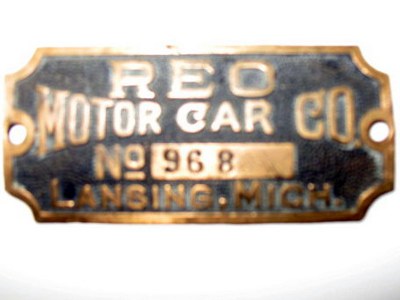 REO
MOTOR CAR CO.
No 968
LANSING, MICH.